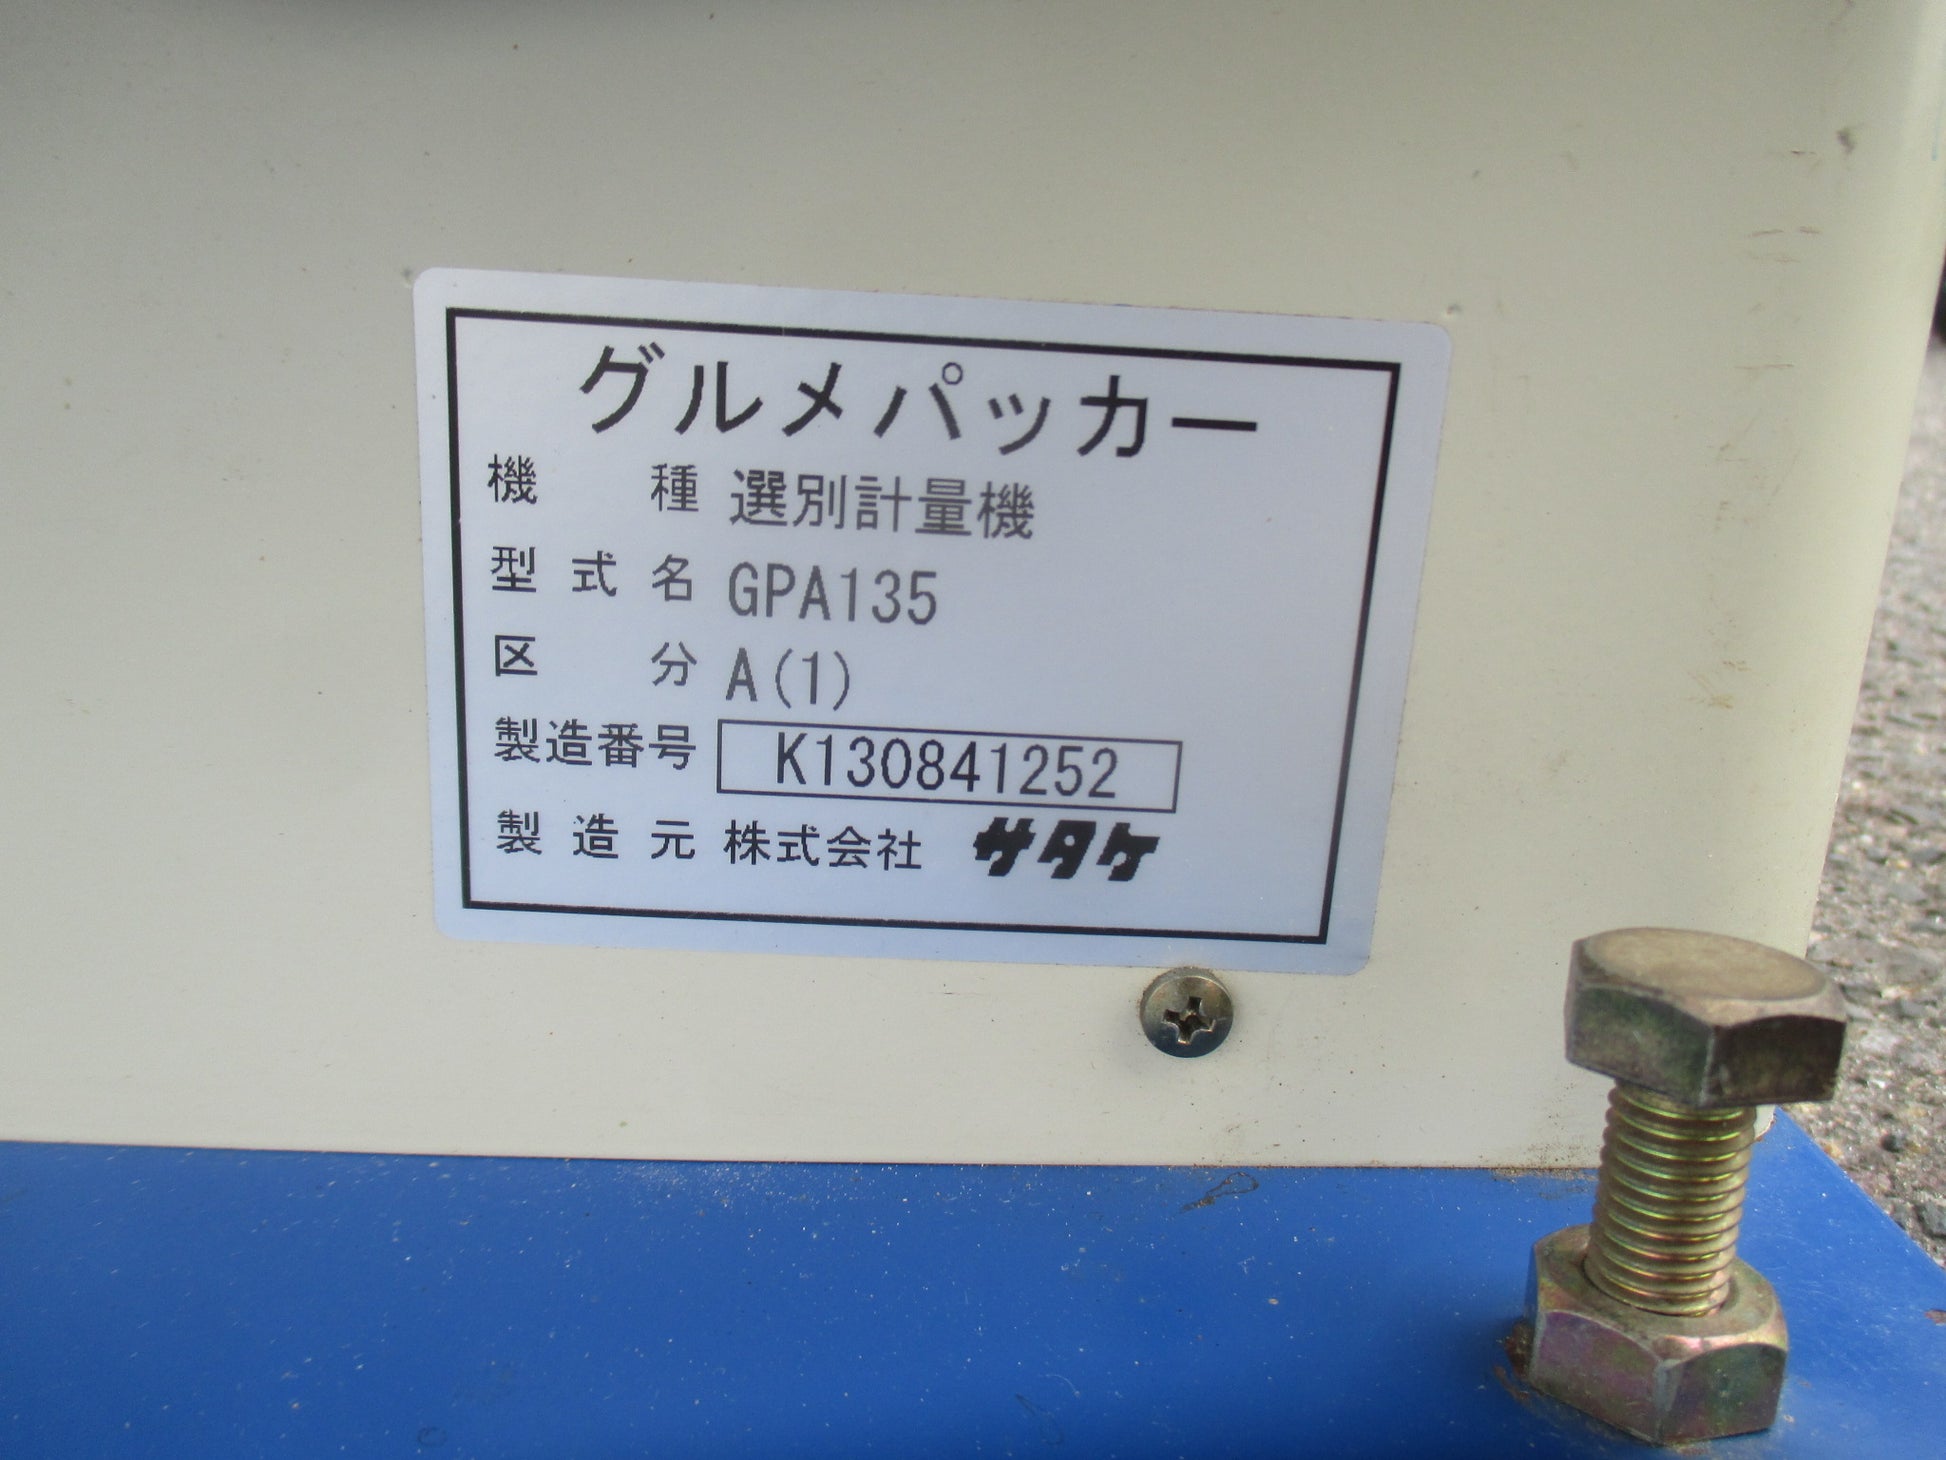 グルメパッカー
機種 選別計量機
型式名 GPA135
区分 A(1)
製造番号 K130841252
製造元 株式会社 サタケ